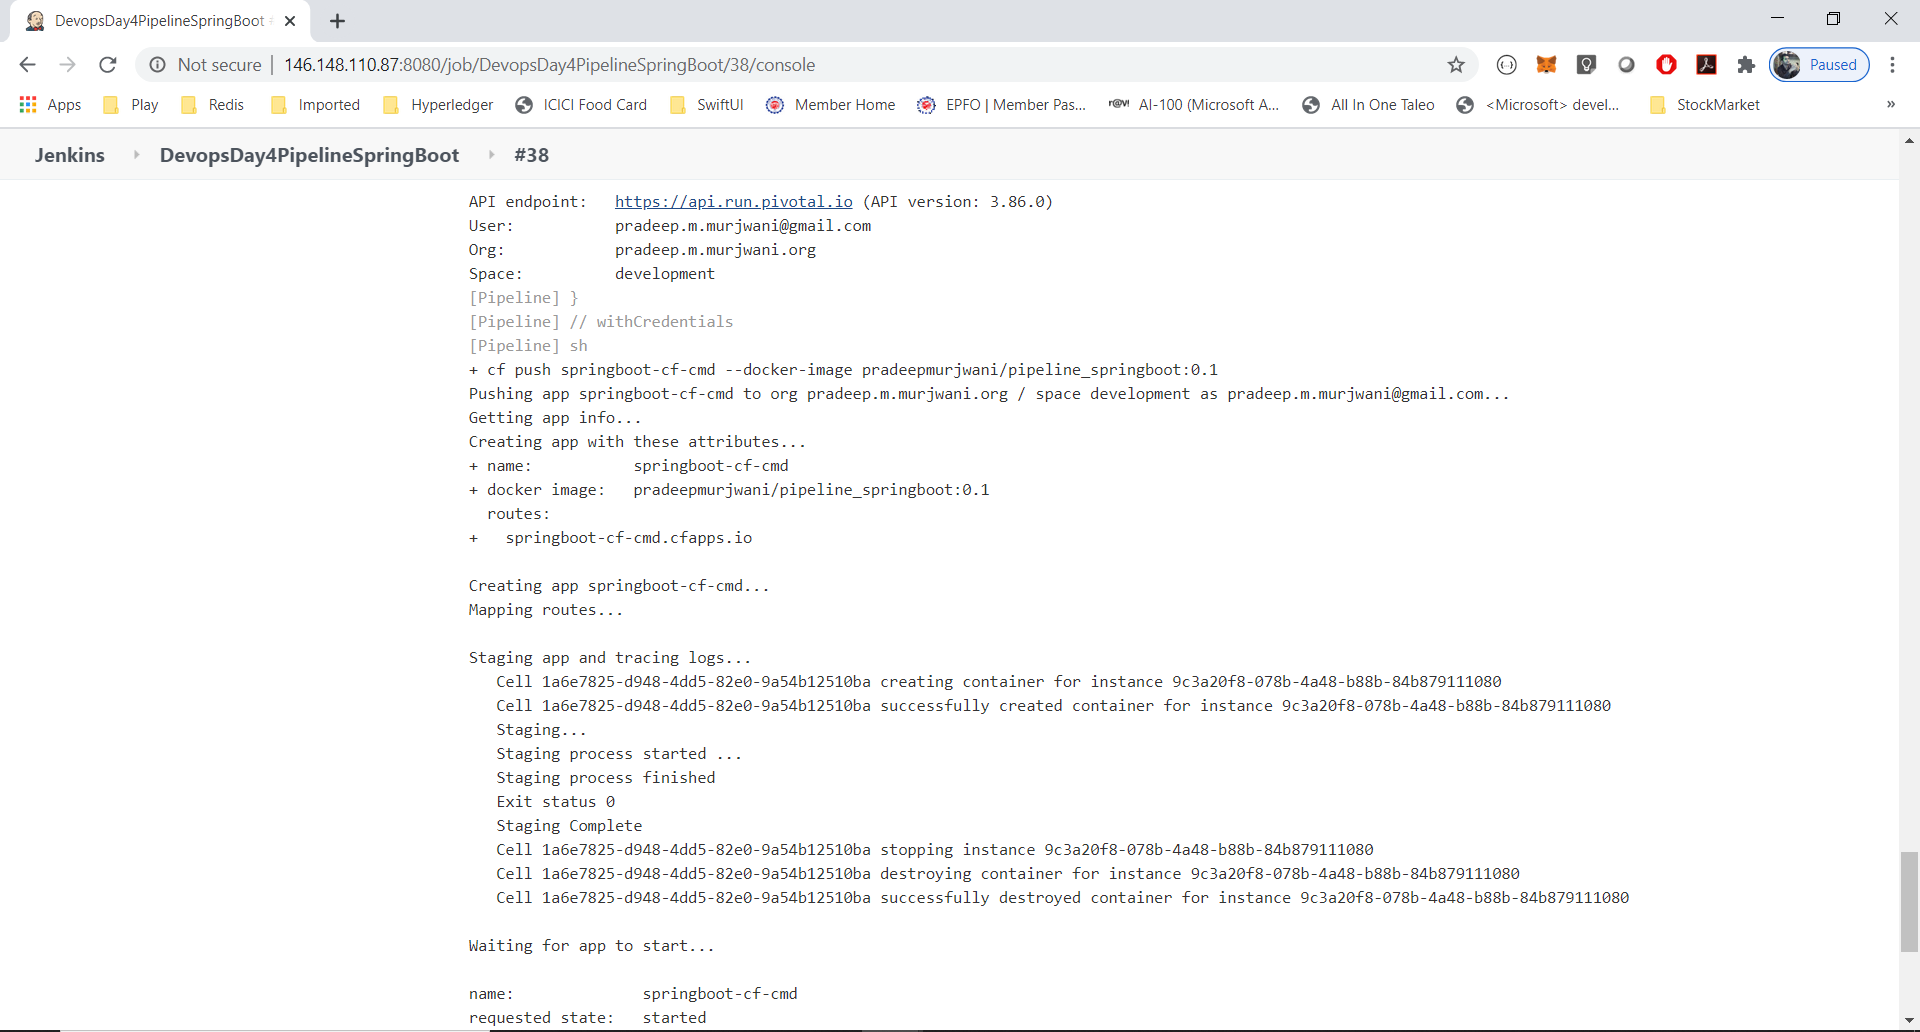 DevopsDay4PipelineSpringBoot
Not secure | 146.148.110.87:8080/job/DevopsDay4PipelineSpringBoot/38/console
Paused
Apps Play Redis Imported Hyperledger ICICI Food Card SwiftUI Member Home EPFO | Member Pas... r@v! AI-100 (Microsoft A... All In One Taleo <Microsoft> devel... StockMarket »
Jenkins DevopsDay4PipelineSpringBoot #38
API endpoint: https://api.run.pivotal.io (API version: 3.86.0)
User: pradeep.m.murjwani@gmail.com
Org: pradeep.m.murjwani.org
Space: development
[Pipeline] }
[Pipeline] // withCredentials
[Pipeline] sh
+ cf push springboot-cf-cmd --docker-image pradeepmurjwani/pipeline_springboot:0.1
Pushing app springboot-cf-cmd to org pradeep.m.murjwani.org / space development as pradeep.m.murjwani@gmail.com...
Getting app info...
Creating app with these attributes...
+ name: springboot-cf-cmd
+ docker image: pradeepmurjwani/pipeline_springboot:0.1
routes:
+ springboot-cf-cmd.cfapps.io
Creating app springboot-cf-cmd...
Mapping routes...
Staging app and tracing logs...
Cell 1a6e7825-d948-4dd5-82e0-9a54b12510ba creating container for instance 9c3a20f8-078b-4a48-b88b-84b879111080
Cell 1a6e7825-d948-4dd5-82e0-9a54b12510ba successfully created container for instance 9c3a20f8-078b-4a48-b88b-84b879111080
Staging...
Staging process started ...
Staging process finished
Exit status 0
Staging Complete
Cell 1a6e7825-d948-4dd5-82e0-9a54b12510ba stopping instance 9c3a20f8-078b-4a48-b88b-84b879111080
Cell 1a6e7825-d948-4dd5-82e0-9a54b12510ba destroying container for instance 9c3a20f8-078b-4a48-b88b-84b879111080
Cell 1a6e7825-d948-4dd5-82e0-9a54b12510ba successfully destroyed container for instance 9c3a20f8-078b-4a48-b88b-84b879111080
Waiting for app to start...
name: springboot-cf-cmd
requested state: started